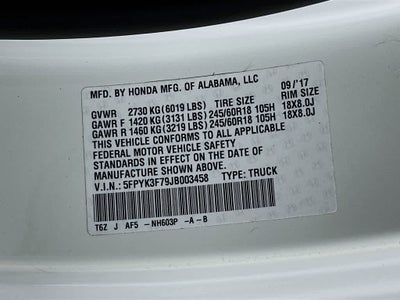 MFD. BY HONDA MFG. OF ALABAMA, LLC 09/'17
GVWR 2730 KG(6019 LBS) TIRE SIZE RIM SIZE
GAWR F 1420 KG(3131 LBS) 245/60R18 105H 18X8.0J
GAWR R 1460 KG(3219 LBS) 245/60R18 105H 18X8.0J
THIS VEHICLE CONFORMS TO ALL APPLICABLE
FEDERAL MOTOR VEHICLE SAFETY
STANDARDS IN EFFECT ON THE DATE OF
MANUFACTURE SHOWN ABOVE.
V.I.N.: 5FPYK3F79JB003458 TYPE: TRUCK
T6Z J AF5 -NH603P -A-B